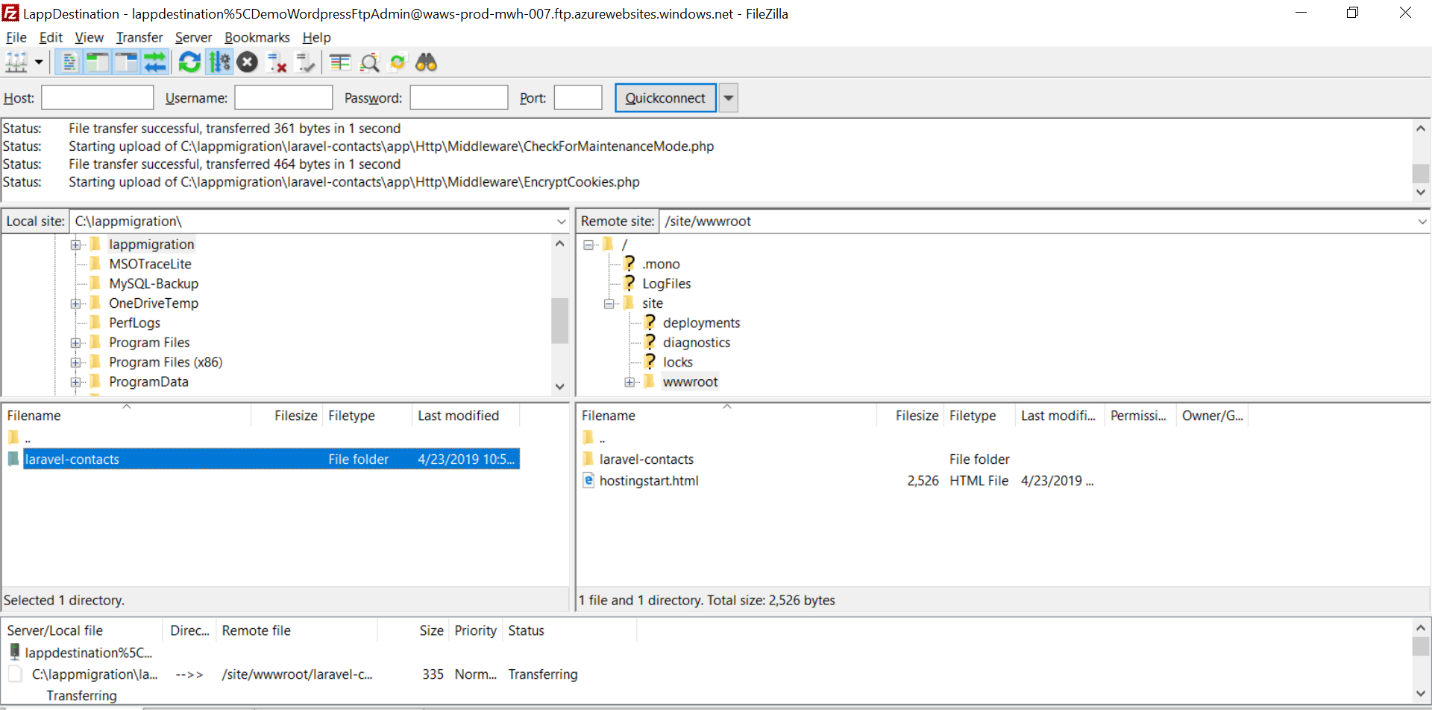 LappDestination - lappdestination%5CDemoWordpressFtpAdmin@waws-prod-mwh-007.ftp.azurewebsites.windows.net - FileZilla
File Edit View Transfer Server Bookmarks Help
Host: Username: Password: Port: Quickconnect
Status: File transfer successful, transferred 361 bytes in 1 second
Status: Starting upload of C:\lappmigration\laravel-contacts\app\Http\Middleware\CheckForMaintenanceMode.php
Status: File transfer successful, transferred 464 bytes in 1 second
Status: Starting upload of C:\lappmigration\laravel-contacts\app\Http\Middleware\EncryptCookies.php
Local site: C:\lappmigration\
lappmigration
MSOTraceLite
MySQL-Backup
OneDriveTemp
PerfLogs
Program Files
Program Files (x86)
ProgramData
Filename Filesize Filetype Last modified
..
laravel-contacts File folder 4/23/2019 10:5...
Selected 1 directory.
Remote site: /site/wwwroot
/
.mono
LogFiles
site
deployments
diagnostics
locks
wwwroot
Filename Filesize Filetype Last modifi... Permissi... Owner/G...
..
laravel-contacts File folder
hostingstart.html 2,526 HTML File 4/23/2019 ...
1 file and 1 directory. Total size: 2,526 bytes
Server/Local file Direc... Remote file Size Priority Status
lappdestination%5C...
C:\lappmigration\la... -->> /site/wwwroot/laravel-c... 335 Norm... Transferring
Transferring